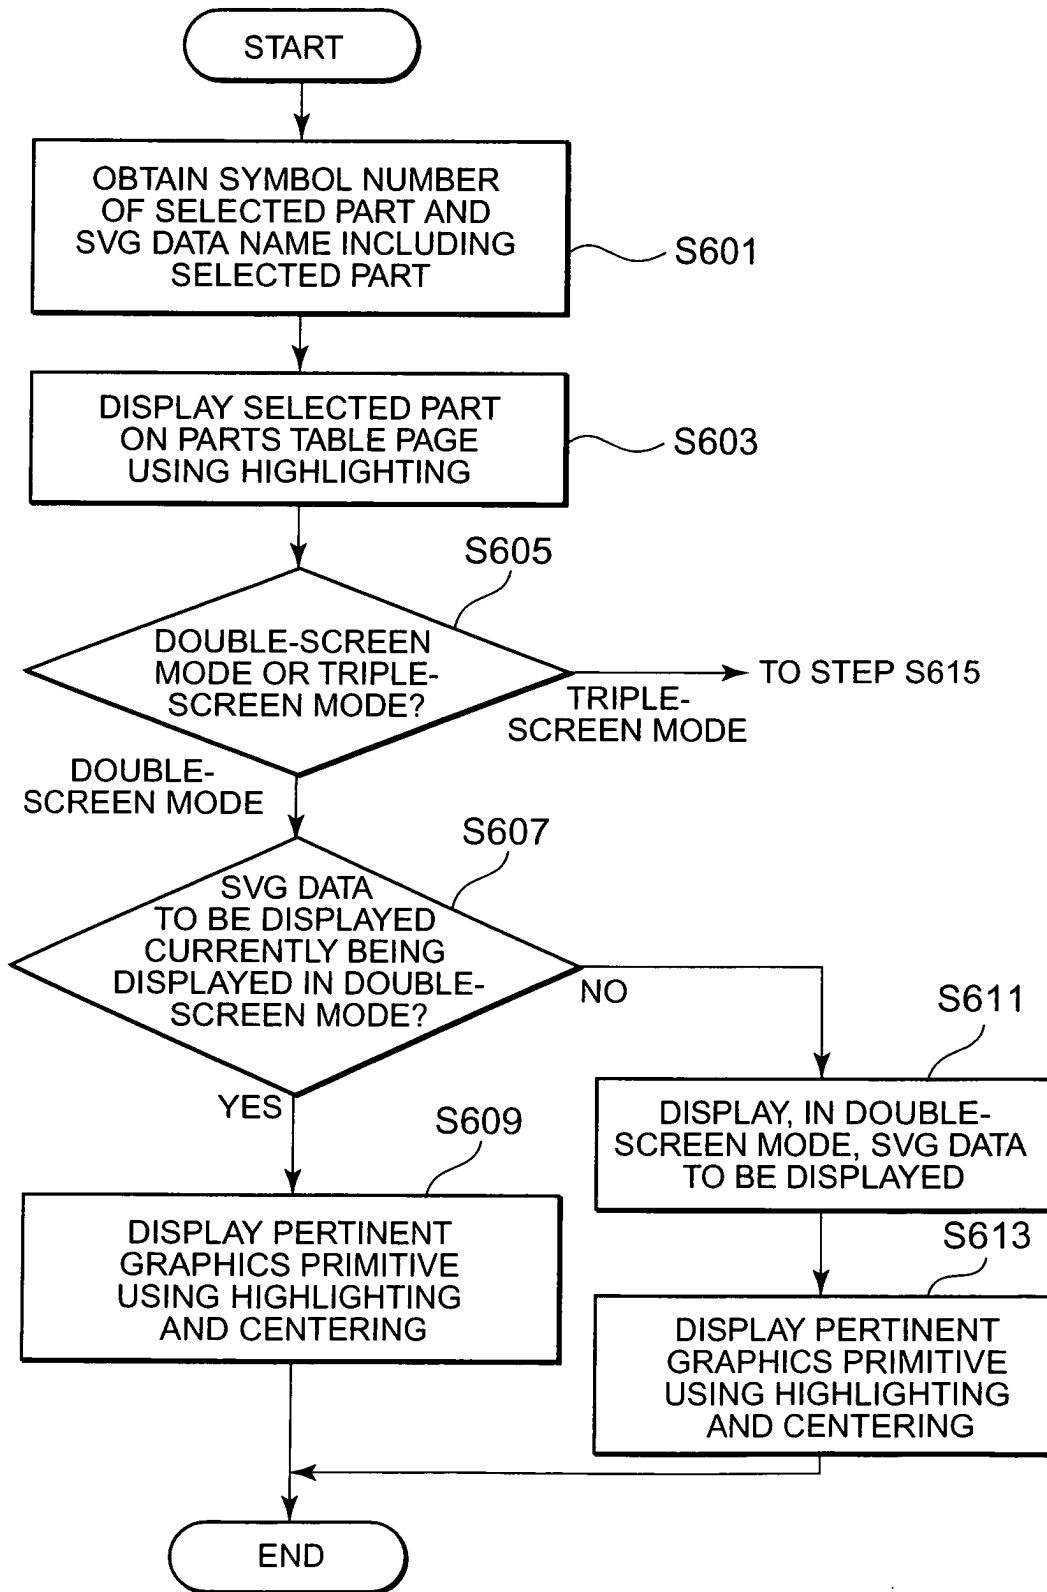 START
OBTAIN SYMBOL NUMBER
OF SELECTED PART AND
SVG DATA NAME INCLUDING
SELECTED PART
S601
DISPLAY SELECTED PART
ON PARTS TABLE PAGE
USING HIGHLIGHTING
S603
S605
DOUBLE-SCREEN
MODE OR TRIPLE-
SCREEN MODE?
TO STEP S615
TRIPLE-
SCREEN MODE
DOUBLE-
SCREEN MODE
S607
SVG DATA
TO BE DISPLAYED
CURRENTLY BEING
DISPLAYED IN DOUBLE-
SCREEN MODE?
NO
YES
S611
DISPLAY, IN DOUBLE-
SCREEN MODE, SVG DATA
TO BE DISPLAYED
S609
DISPLAY PERTINENT
GRAPHICS PRIMITIVE
USING HIGHLIGHTING
AND CENTERING
S613
DISPLAY PERTINENT
GRAPHICS PRIMITIVE
USING HIGHLIGHTING
AND CENTERING
END